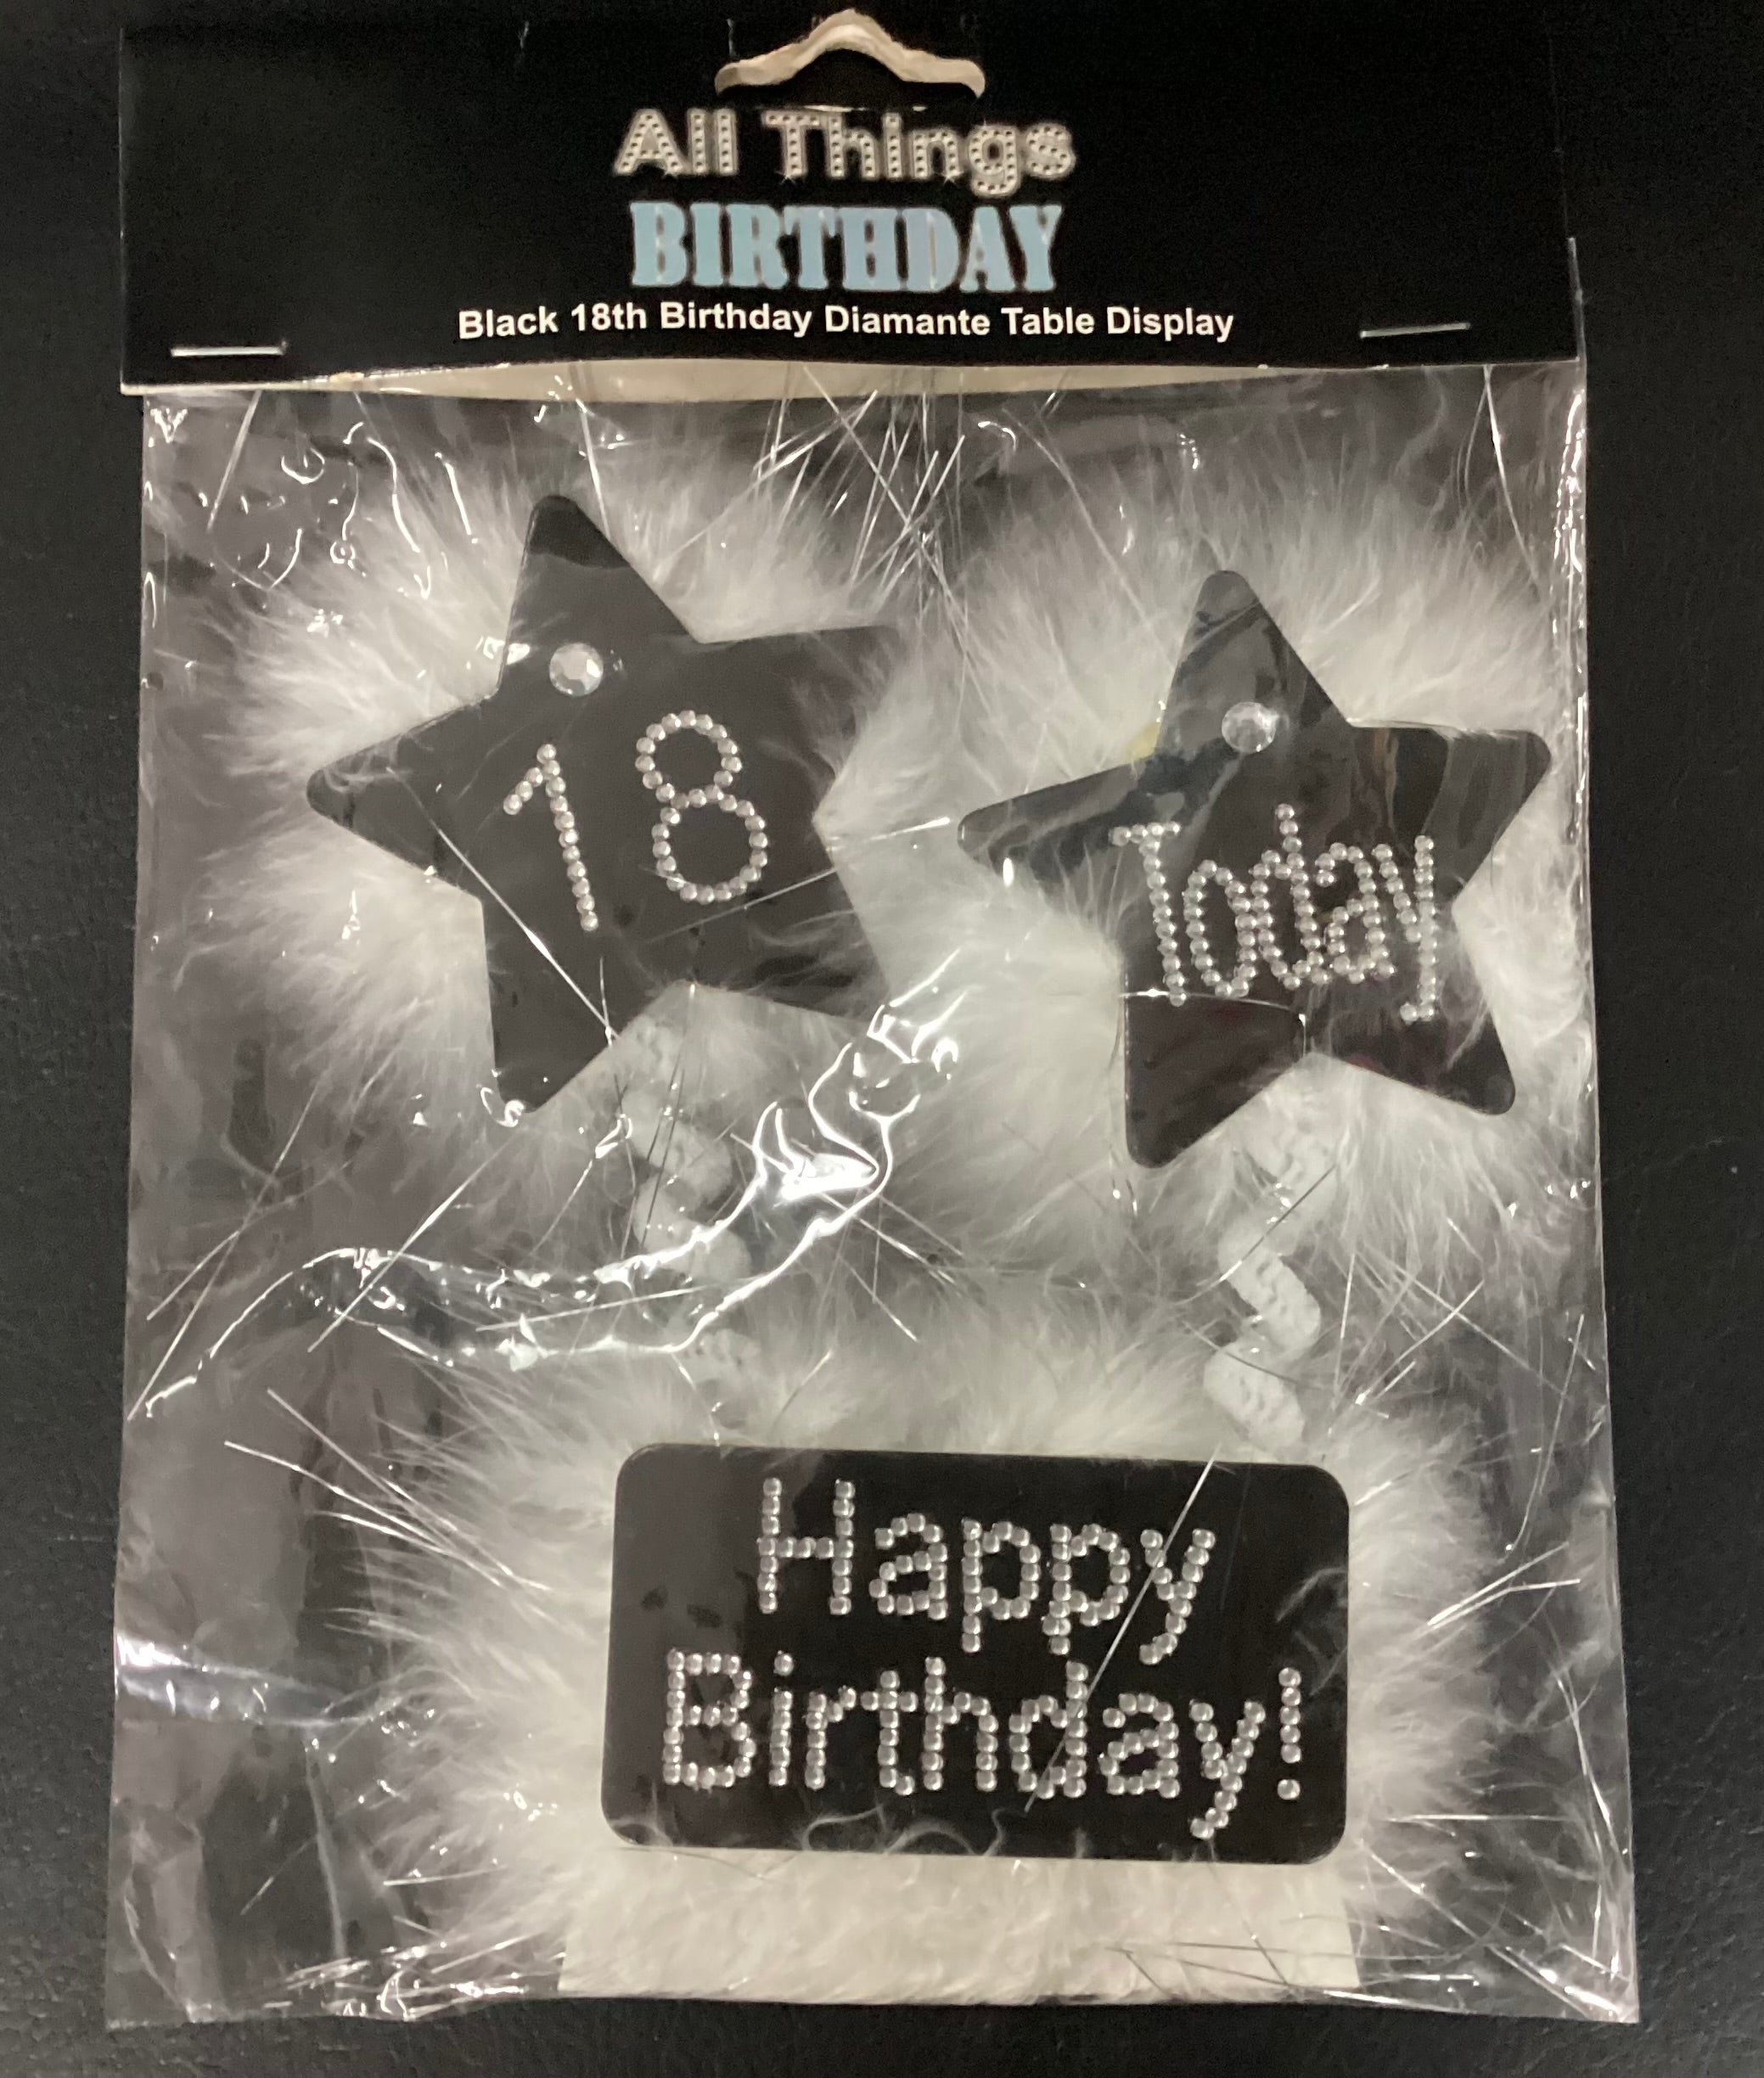 All Things
BIRTHDAY
Black 18th Birthday Diamante Table Display
18
Today
Happy
Birthday!